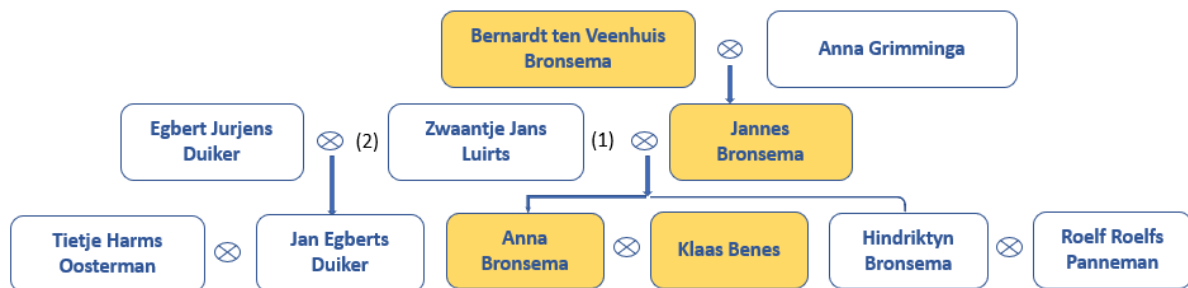 Bernardt ten Veenhuis
Bronsema
Anna Grimminga
Egbert Jurjens
Duiker
(2)
Zwaantje Jans
Luirts
(1)
Jannes
Bronsema
Tietje Harms
Oosterman
Jan Egberts
Duiker
Anna
Bronsema
Klaas Benes
Hindriktyn
Bronsema
Roelf Roelfs
Panneman